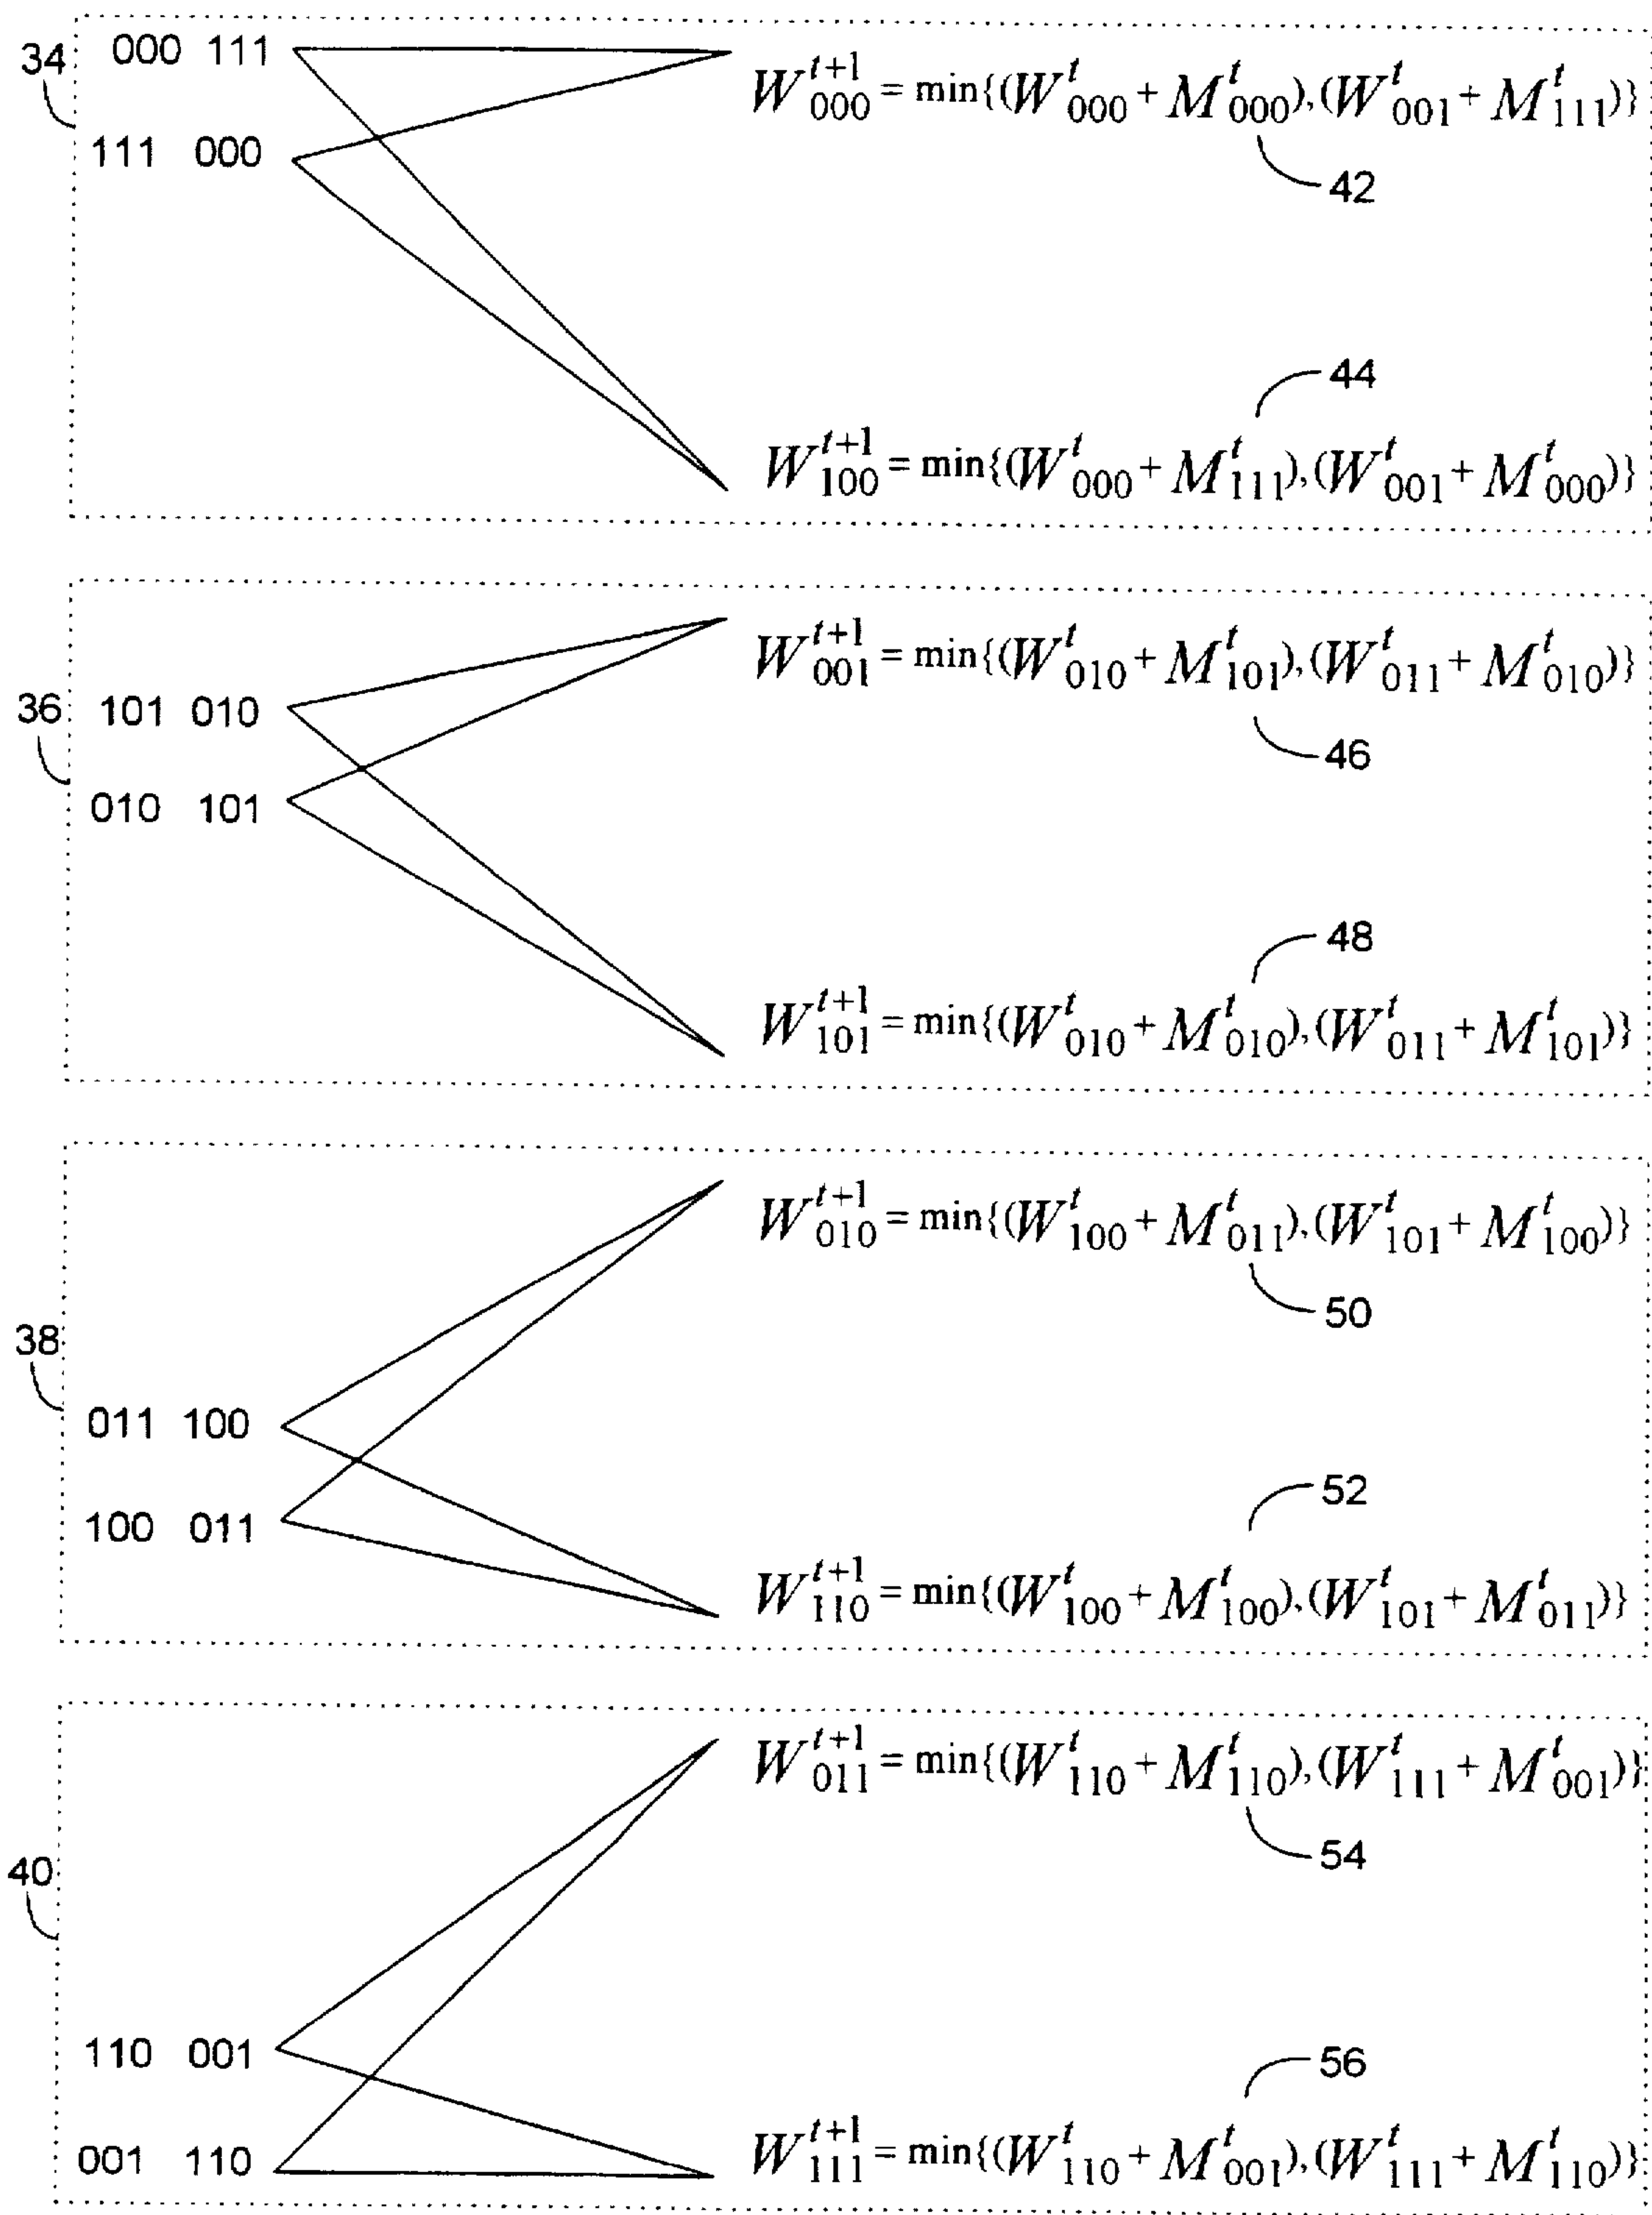 34 000 111
W^{t+1}_{000} = min{(W^t_{000} + M^t_{000}),(W^t_{001} + M^t_{111})}
111 000
42
44
W^{t+1}_{100} = min{(W^t_{000} + M^t_{111}),(W^t_{001} + M^t_{000})}
W^{t+1}_{001} = min{(W^t_{010} + M^t_{101}),(W^t_{011} + M^t_{010})}
36 101 010
46
010 101
48
W^{t+1}_{101} = min{(W^t_{010} + M^t_{010}),(W^t_{011} + M^t_{101})}
W^{t+1}_{010} = min{(W^t_{100} + M^t_{011}),(W^t_{101} + M^t_{100})}
50
38
011 100
52
100 011
W^{t+1}_{110} = min{(W^t_{100} + M^t_{100}),(W^t_{101} + M^t_{011})}
W^{t+1}_{011} = min{(W^t_{110} + M^t_{110}),(W^t_{111} + M^t_{001})}
54
40
110 001
56
001 110
W^{t+1}_{111} = min{(W^t_{110} + M^t_{001}),(W^t_{111} + M^t_{110})}